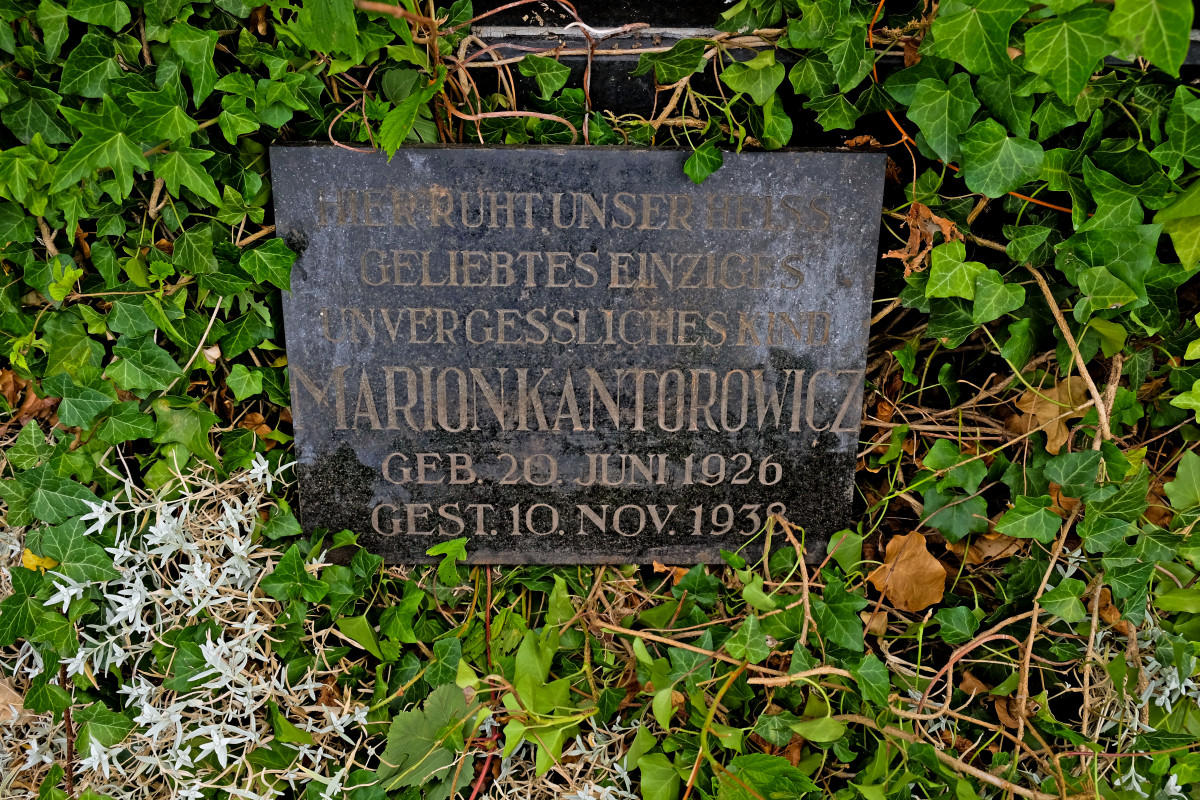 HIER RUHT UNSER HEISS
GELIEBTES EINZIGES
UNVERGESSLICHES KIND
MARION KANTOROWICZ
GEB. 20. JUNI 1926
GEST. 10. NOV. 1938